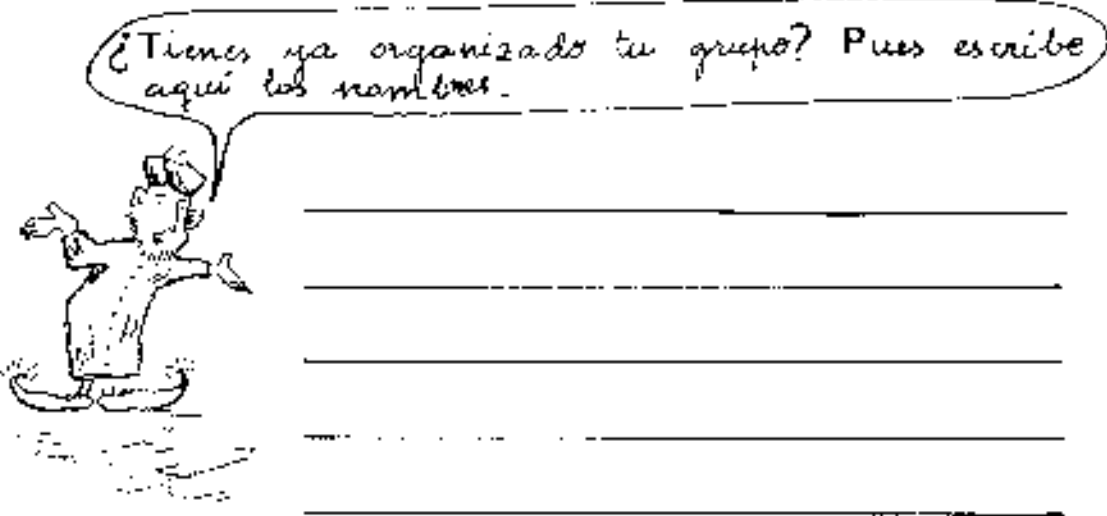 ¿Tienes ya organizado tu grupo? Pues escribe
aquí los nombres.